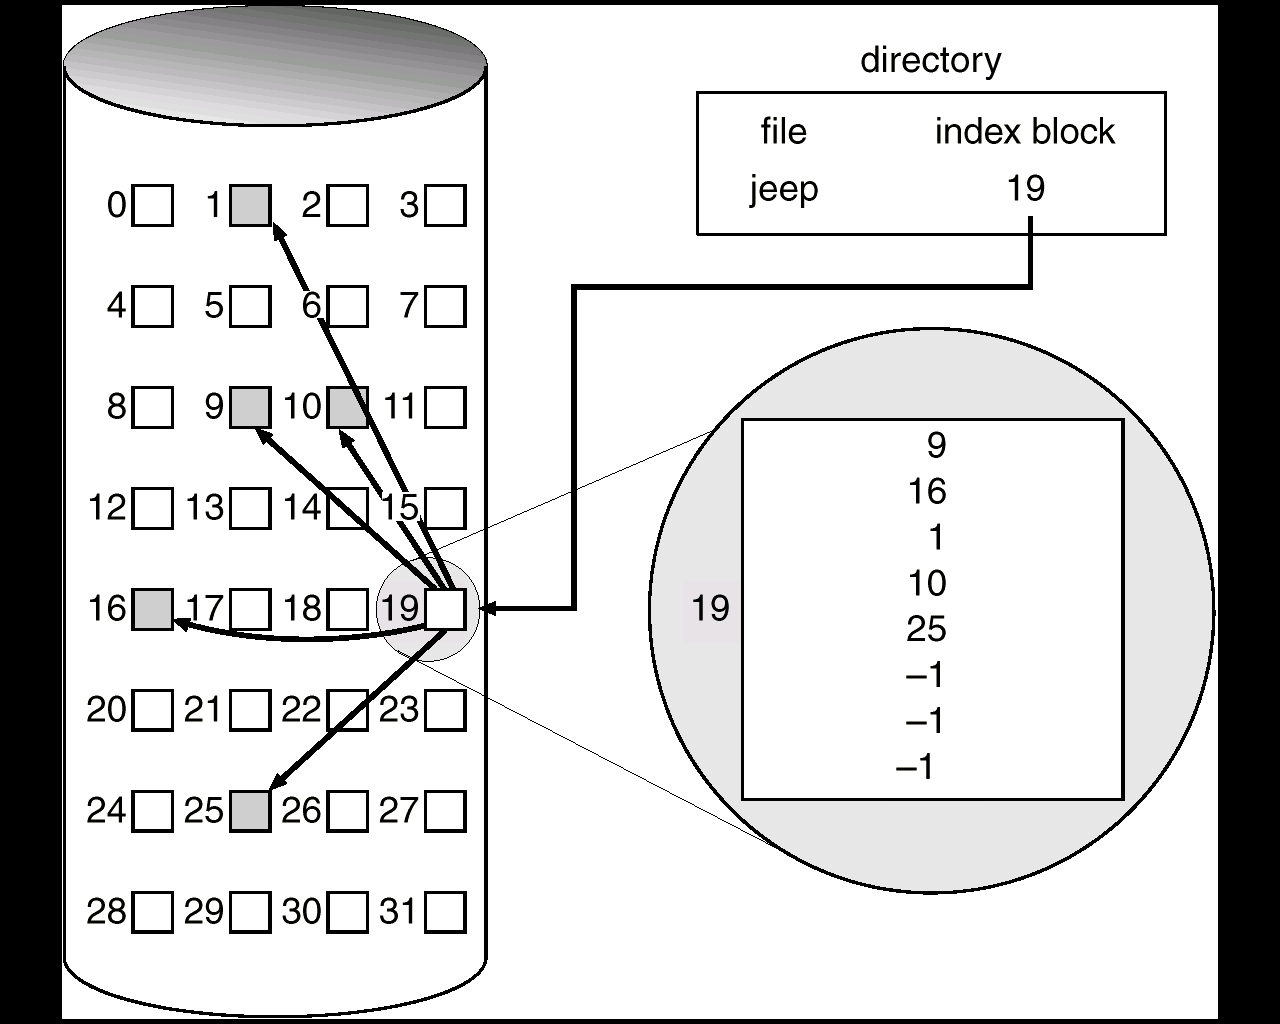 directory
file index block
jeep 19
0 1 2 3
4 5 6 7
8 9 10 11
12 13 14 15
16 17 18 19
20 21 22 23
24 25 26 27
28 29 30 31
19
9
16
1
10
25
–1
–1
–1